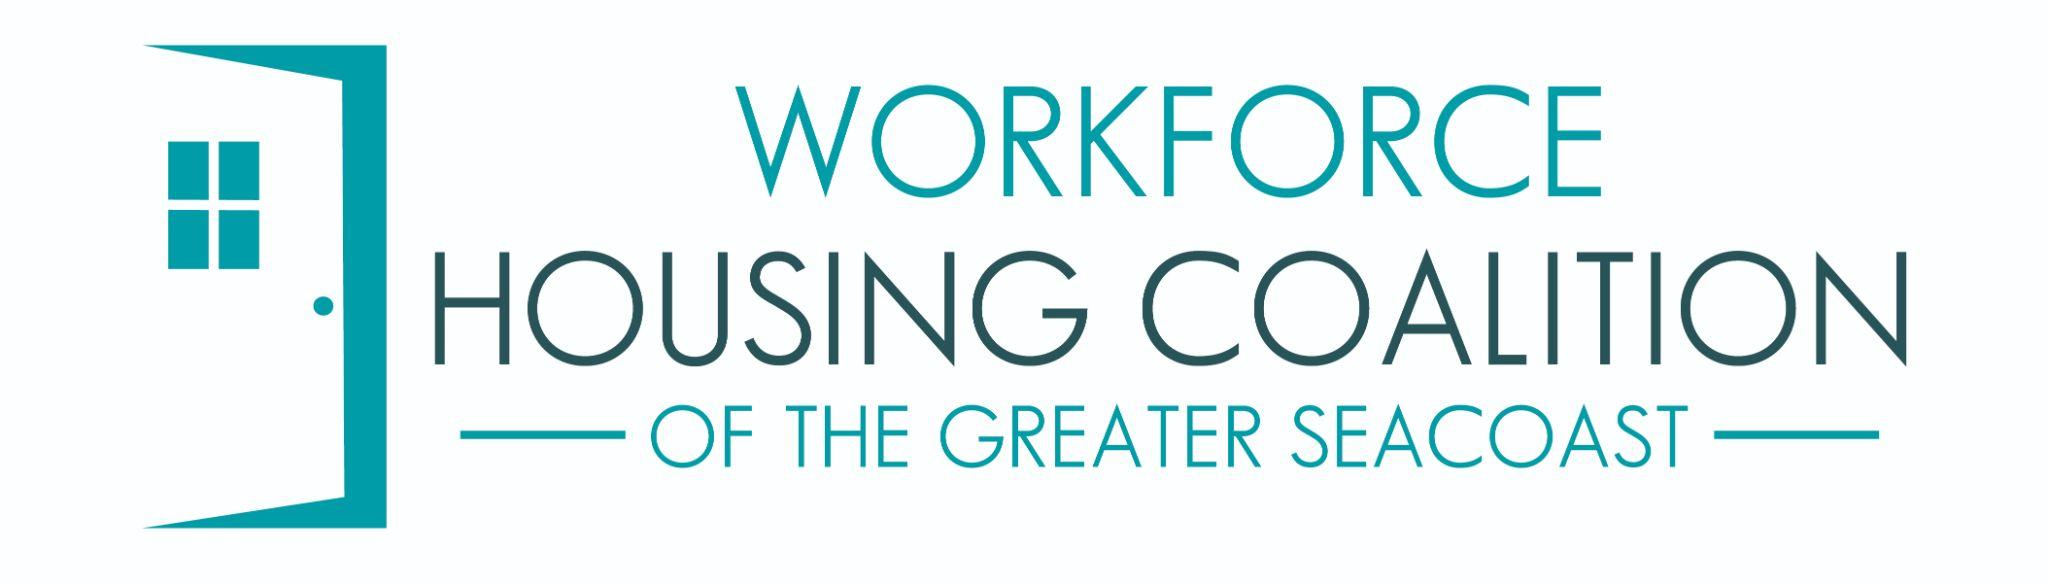 WORKFORCE
HOUSING COALITION
OF THE GREATER SEACOAST